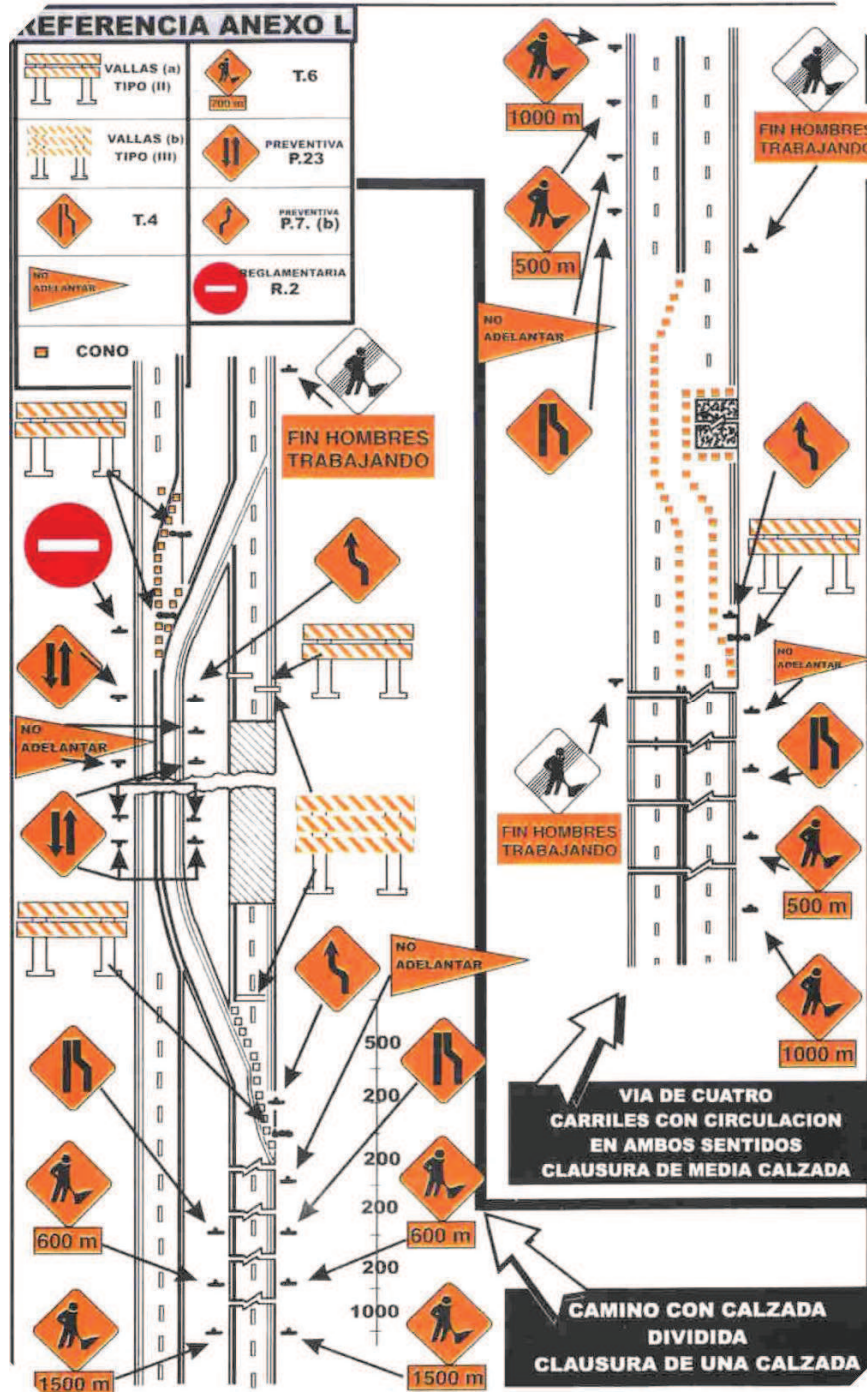 REFERENCIA ANEXO L
VALLAS (a)
TIPO (II)
200 m
T.6
VALLAS (b)
TIPO (III)
PREVENTIVA
P.23
T.4
PREVENTIVA
P.7. (b)
NO
ADELANTAR
REGLAMENTARIA
R.2
CONO
FIN HOMBRES
TRABAJANDO
NO
ADELANTAR
NO
ADELANTAR
500
200
200
200
200
1000
600 m
600 m
1500 m
1500 m
CAMINO CON CALZADA
DIVIDIDA
CLAUSURA DE UNA CALZADA
1000 m
500 m
NO
ADELANTAR
FIN HOMBRES
TRABAJANDO
NO
ADELANTAR
FIN HOMBRES
TRABAJANDO
500 m
1000 m
VIA DE CUATRO
CARRILES CON CIRCULACION
EN AMBOS SENTIDOS
CLAUSURA DE MEDIA CALZADA